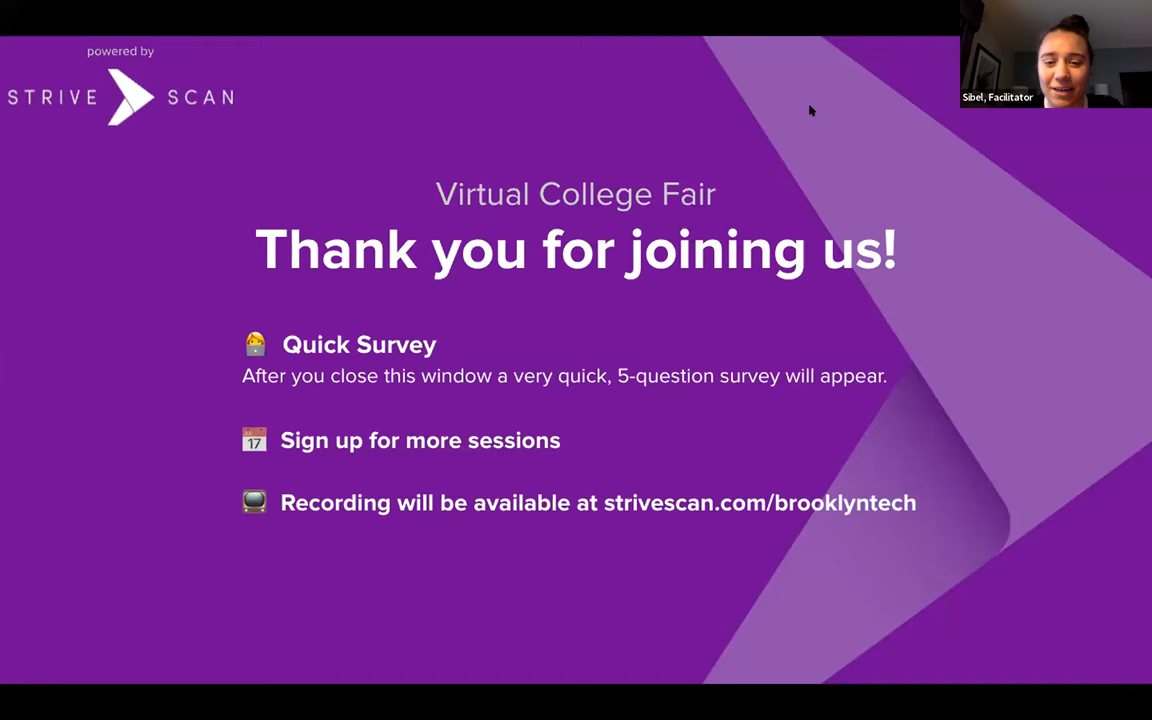 powered by
STRIVE SCAN
Sibel, Facilitator
Virtual College Fair
Thank you for joining us!
Quick Survey
After you close this window a very quick, 5-question survey will appear.
17
Sign up for more sessions
Recording will be available at strivescan.com/brooklyntech